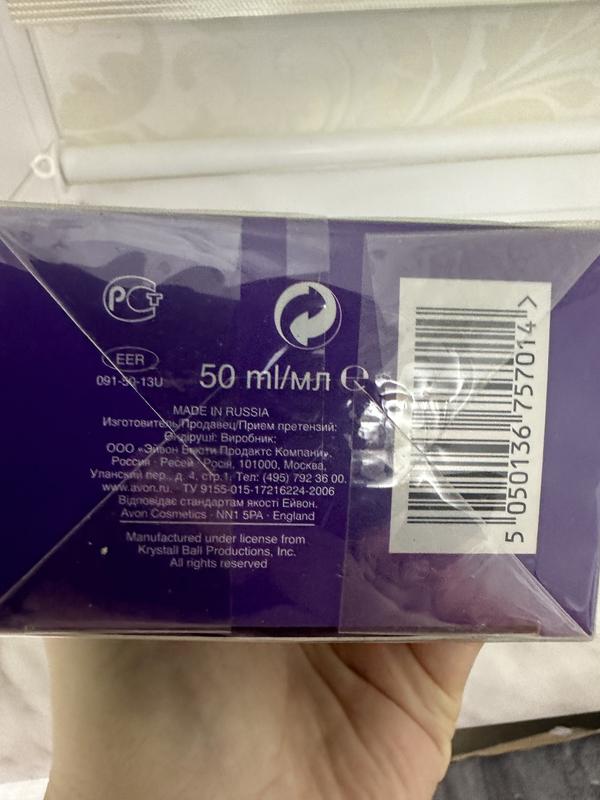 РСТ
EER
091-50-13U
50 ml/мл e
MADE IN RUSSIA
Изготовитель/Продавец/Прием претензий:
Өндіруші: Виробник:
ООО «Эйвон Бьюти Продактс Компани».
Россия · Ресей · Росія, 101000, Москва,
Уланский пер., д. 4, стр.1. Тел: (495) 792 36 00.
www.avon.ru. · TV 9155-015-17216224-2006
Відповідає стандартам якості Ейвон.
Avon Cosmetics · NN1 5PA · England
Manufactured under license from
Krystall Ball Productions, Inc.
All rights reserved
5 050136 757014 >